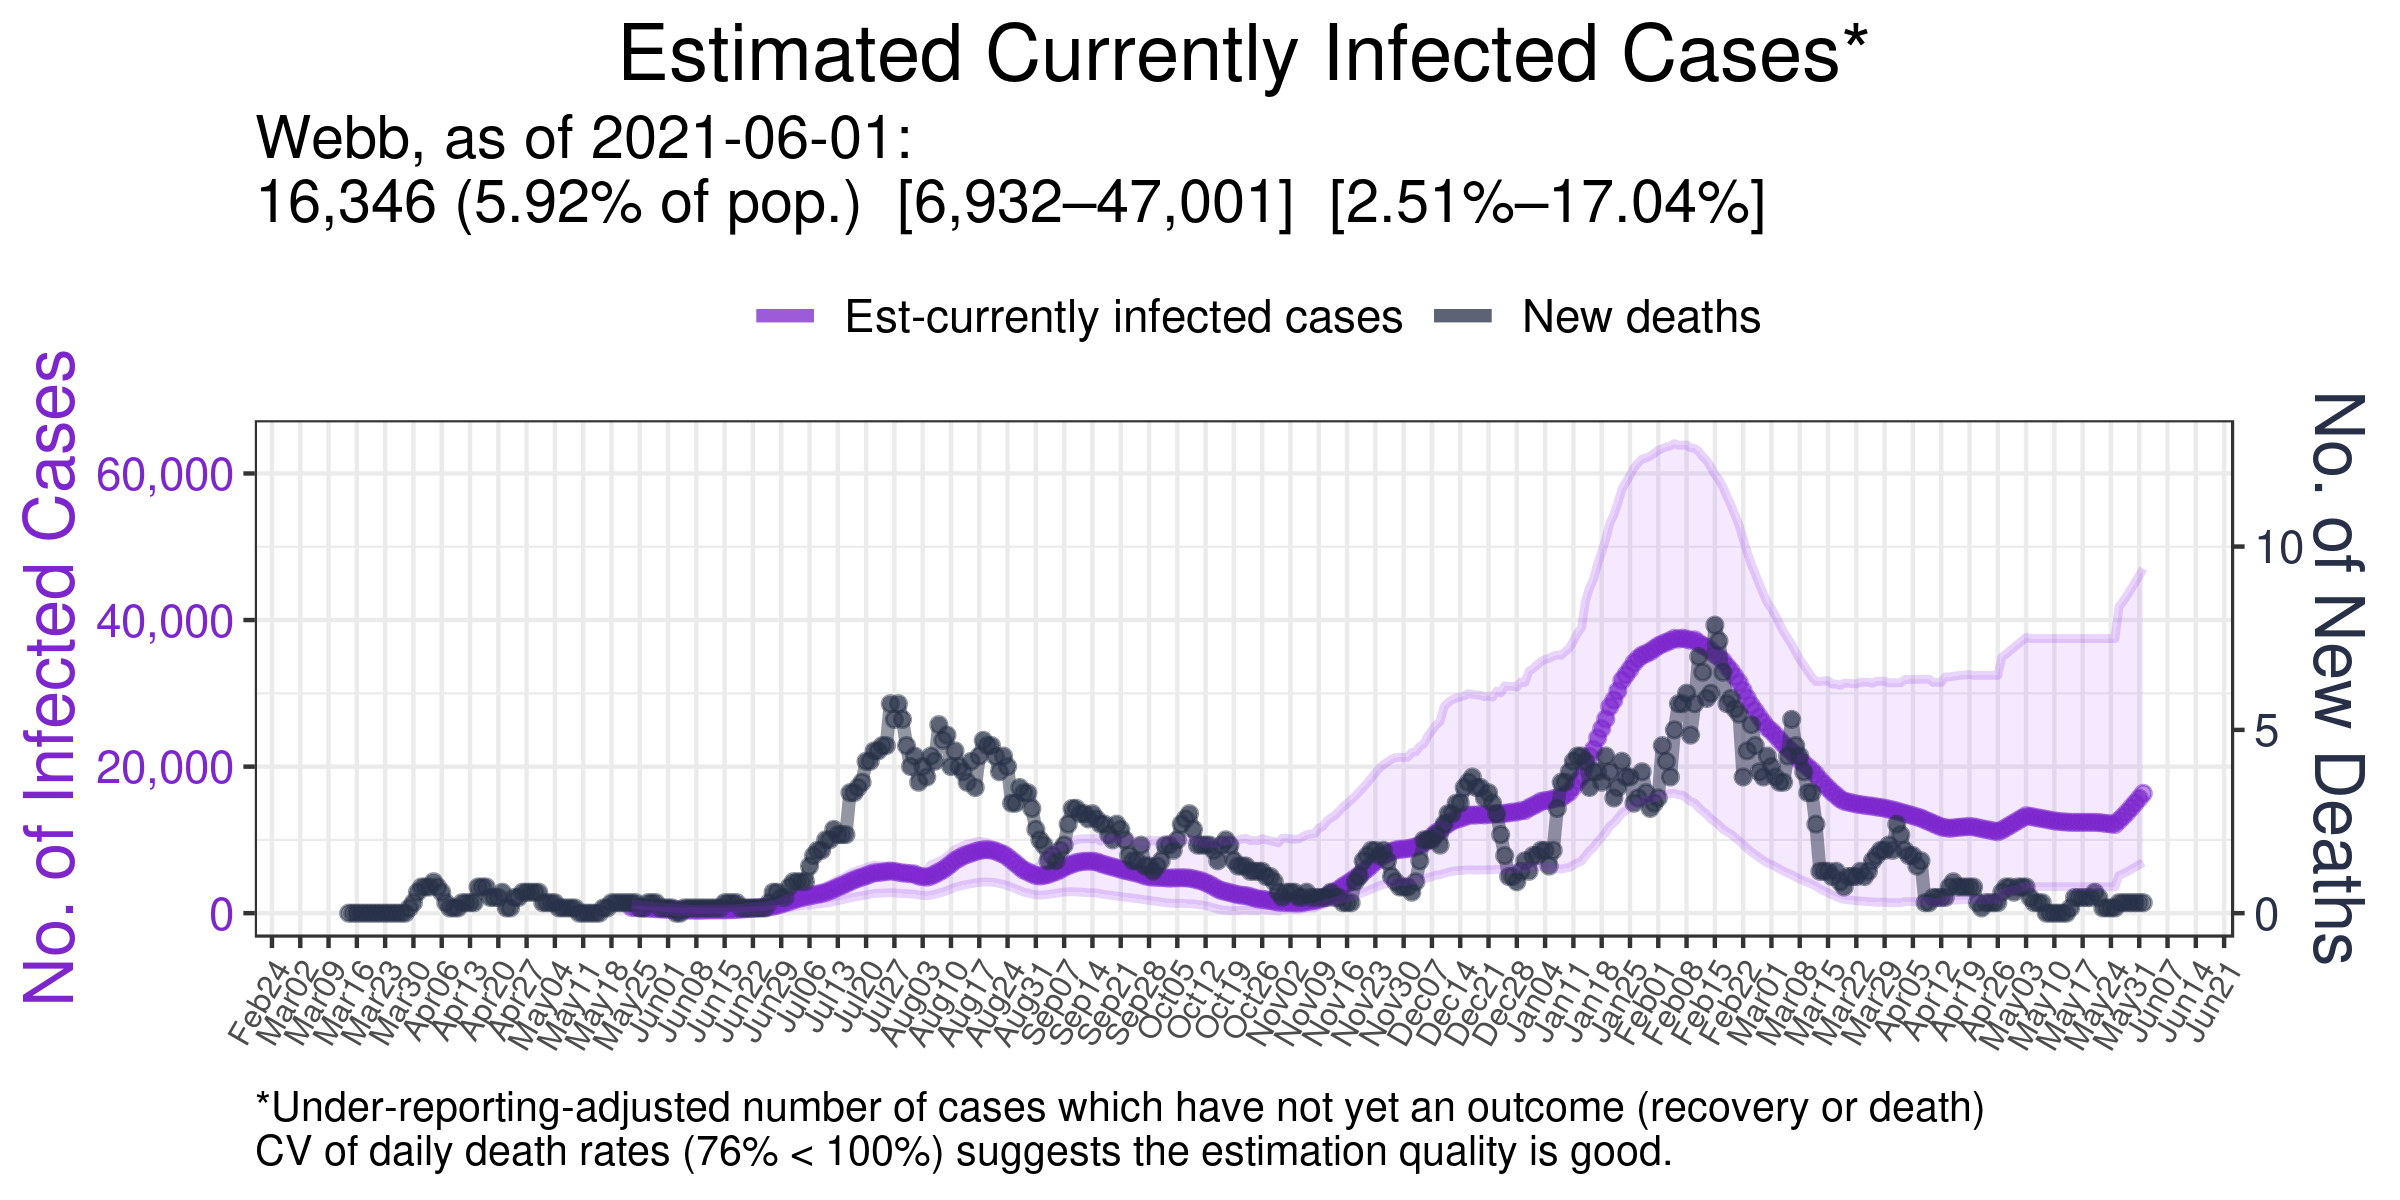 Estimated Currently Infected Cases*
Webb, as of 2021-06-01:
16,346 (5.92% of pop.)  [6,932–47,001]  [2.51%–17.04%]
Est-currently infected cases
New deaths
No. of Infected Cases
60,000
40,000
20,000
0
10
5
0
No. of New Deaths
Feb24
Mar02
Mar09
Mar16
Mar23
Mar30
Apr06
Apr13
Apr20
Apr27
May04
May11
May18
May25
Jun01
Jun08
Jun15
Jun22
Jun29
Jul06
Jul13
Jul20
Jul27
Aug03
Aug10
Aug17
Aug24
Aug31
Sep07
Sep14
Sep21
Sep28
Oct05
Oct12
Oct19
Oct26
Nov02
Nov09
Nov16
Nov23
Nov30
Dec07
Dec14
Dec21
Dec28
Jan04
Jan11
Jan18
Jan25
Feb01
Feb08
Feb15
Feb22
Mar01
Mar08
Mar15
Mar22
Mar29
Apr05
Apr12
Apr19
Apr26
May03
May10
May17
May24
May31
Jun07
Jun14
Jun21
*Under-reporting-adjusted number of cases which have not yet an outcome (recovery or death)
CV of daily death rates (76% < 100%) suggests the estimation quality is good.